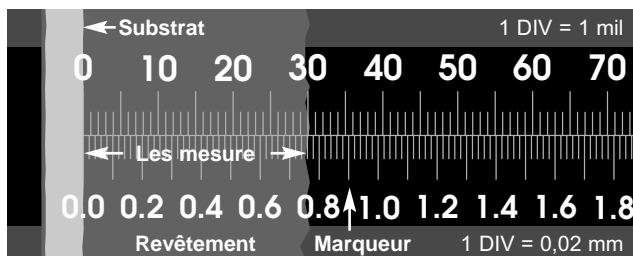 Substrat 1 DIV = 1 mil
0 10 20 30 40 50 60 70
Les mesure
0.0 0.2 0.4 0.6 0.8 1.0 1.2 1.4 1.6 1.8
Revêtement Marqueur 1 DIV = 0,02 mm